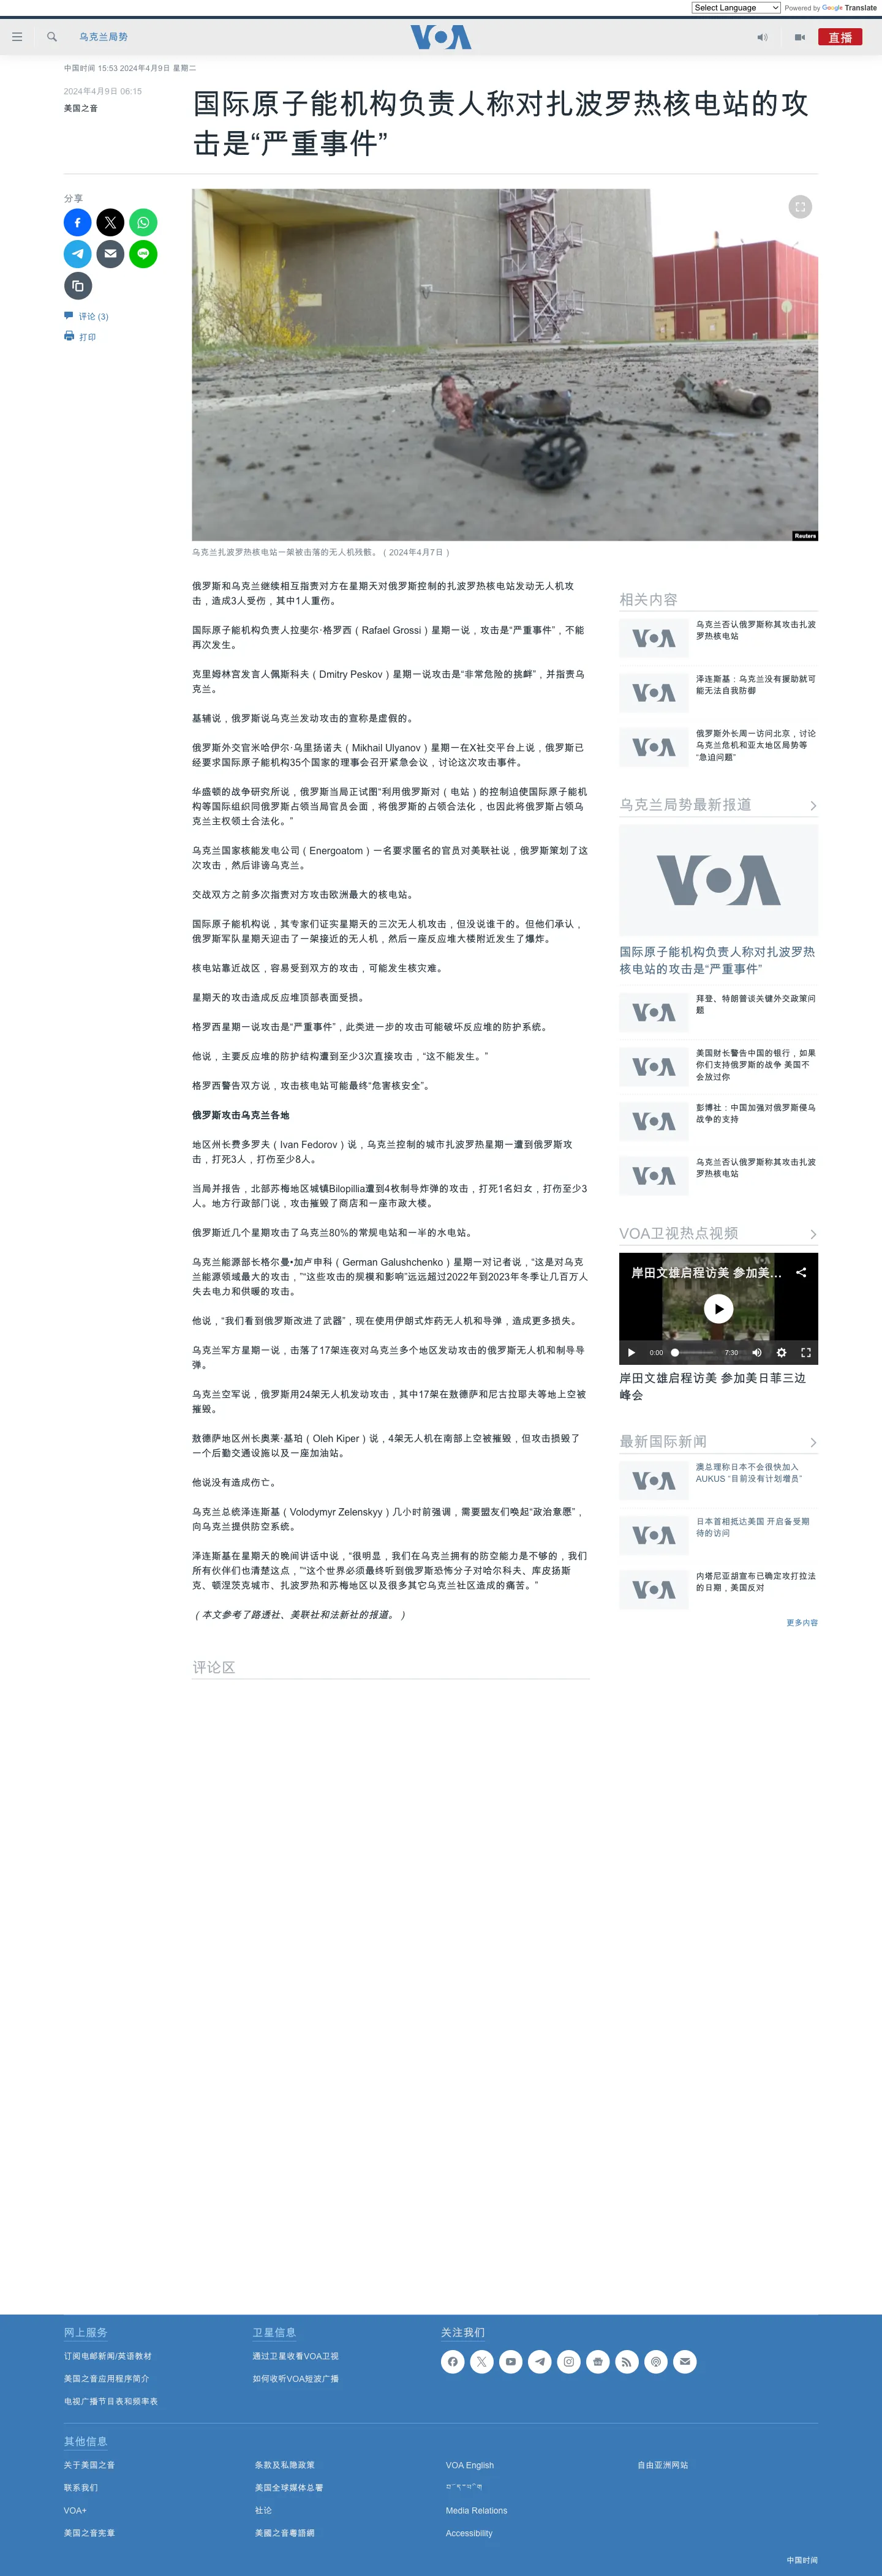 Select Language
Powered by Google Translate
乌克兰局势
VOA
直播
中国时间 15:53 2024年4月9日 星期二
2024年4月9日 06:15
美国之音
国际原子能机构负责人称对扎波罗热核电站的攻
击是“严重事件”
分享
评论 (3)
打印
Reuters
乌克兰扎波罗热核电站一架被击落的无人机残骸。（2024年4月7日）
俄罗斯和乌克兰继续相互指责对方在星期天对俄罗斯控制的扎波罗热核电站发动无人机攻
击，造成3人受伤，其中1人重伤。
国际原子能机构负责人拉斐尔·格罗西（Rafael Grossi）星期一说，攻击是“严重事件”，不能
再次发生。
克里姆林宫发言人佩斯科夫（Dmitry Peskov）星期一说攻击是“非常危险的挑衅”，并指责乌
克兰。
基辅说，俄罗斯说乌克兰发动攻击的宣称是虚假的。
俄罗斯外交官米哈伊尔·乌里扬诺夫（Mikhail Ulyanov）星期一在X社交平台上说，俄罗斯已
经要求国际原子能机构35个国家的理事会召开紧急会议，讨论这次攻击事件。
华盛顿的战争研究所说，俄罗斯当局正试图“利用俄罗斯对（电站）的控制迫使国际原子能机
构等国际组织同俄罗斯占领当局官员会面，将俄罗斯的占领合法化，也因此将俄罗斯占领乌
克兰主权领土合法化。”
乌克兰国家核能发电公司（Energoatom）一名要求匿名的官员对美联社说，俄罗斯策划了这
次攻击，然后诽谤乌克兰。
交战双方之前多次指责对方攻击欧洲最大的核电站。
国际原子能机构说，其专家们证实星期天的三次无人机攻击，但没说谁干的。但他们承认，
俄罗斯军队星期天迎击了一架接近的无人机，然后一座反应堆大楼附近发生了爆炸。
核电站靠近战区，容易受到双方的攻击，可能发生核灾难。
星期天的攻击造成反应堆顶部表面受损。
格罗西星期一说攻击是“严重事件”，此类进一步的攻击可能破坏反应堆的防护系统。
他说，主要反应堆的防护结构遭到至少3次直接攻击，“这不能发生。”
格罗西警告双方说，攻击核电站可能最终“危害核安全”。
俄罗斯攻击乌克兰各地
地区州长费多罗夫（Ivan Fedorov）说，乌克兰控制的城市扎波罗热星期一遭到俄罗斯攻
击，打死3人，打伤至少8人。
当局并报告，北部苏梅地区城镇Bilopillia遭到4枚制导炸弹的攻击，打死1名妇女，打伤至少3
人。地方行政部门说，攻击摧毁了商店和一座市政大楼。
俄罗斯近几个星期攻击了乌克兰80%的常规电站和一半的水电站。
乌克兰能源部长格尔曼•加卢申科（German Galushchenko）星期一对记者说，“这是对乌克
兰能源领域最大的攻击，”“这些攻击的规模和影响”远远超过2022年到2023年冬季让几百万人
失去电力和供暖的攻击。
他说，“我们看到俄罗斯改进了武器”，现在使用伊朗式炸药无人机和导弹，造成更多损失。
乌克兰军方星期一说，击落了17架连夜对乌克兰多个地区发动攻击的俄罗斯无人机和制导导
弹。
乌克兰空军说，俄罗斯用24架无人机发动攻击，其中17架在敖德萨和尼古拉耶夫等地上空被
摧毁。
敖德萨地区州长奥莱·基珀（Oleh Kiper）说，4架无人机在南部上空被摧毁，但攻击损毁了
一个后勤交通设施以及一座加油站。
他说没有造成伤亡。
乌克兰总统泽连斯基（Volodymyr Zelenskyy）几小时前强调，需要盟友们唤起“政治意愿”，
向乌克兰提供防空系统。
泽连斯基在星期天的晚间讲话中说，“很明显，我们在乌克兰拥有的防空能力是不够的，我们
所有伙伴们也清楚这点，”“这个世界必须最终听到俄罗斯恐怖分子对哈尔科夫、库皮扬斯
克、顿涅茨克城市、扎波罗热和苏梅地区以及很多其它乌克兰社区造成的痛苦。”
（本文参考了路透社、美联社和法新社的报道。）
评论区
相关内容
VOA
乌克兰否认俄罗斯称其攻击扎波
罗热核电站
VOA
泽连斯基：乌克兰没有援助就可
能无法自我防御
VOA
俄罗斯外长周一访问北京，讨论
乌克兰危机和亚太地区局势等
“急迫问题”
乌克兰局势最新报道
VOA
国际原子能机构负责人称对扎波罗热
核电站的攻击是“严重事件”
VOA
拜登、特朗普谈关键外交政策问
题
VOA
美国财长警告中国的银行，如果
你们支持俄罗斯的战争 美国不
会放过你
VOA
彭博社：中国加强对俄罗斯侵乌
战争的支持
VOA
乌克兰否认俄罗斯称其攻击扎波
罗热核电站
VOA卫视热点视频
岸田文雄启程访美 参加美...
0:00
7:30
岸田文雄启程访美 参加美日菲三边
峰会
最新国际新闻
VOA
澳总理称日本不会很快加入
AUKUS “目前没有计划增员”
VOA
日本首相抵达美国 开启备受期
待的访问
VOA
内塔尼亚胡宣布已确定攻打拉法
的日期，美国反对
更多内容
网上服务
订阅电邮新闻/英语教材
美国之音应用程序简介
电视广播节目表和频率表
卫星信息
通过卫星收看VOA卫视
如何收听VOA短波广播
关注我们
其他信息
关于美国之音
条款及私隐政策
VOA English
自由亚洲网站
联系我们
美国全球媒体总署
VOA+
社论
Media Relations
美国之音宪章
美國之音粵語網
Accessibility
中国时间